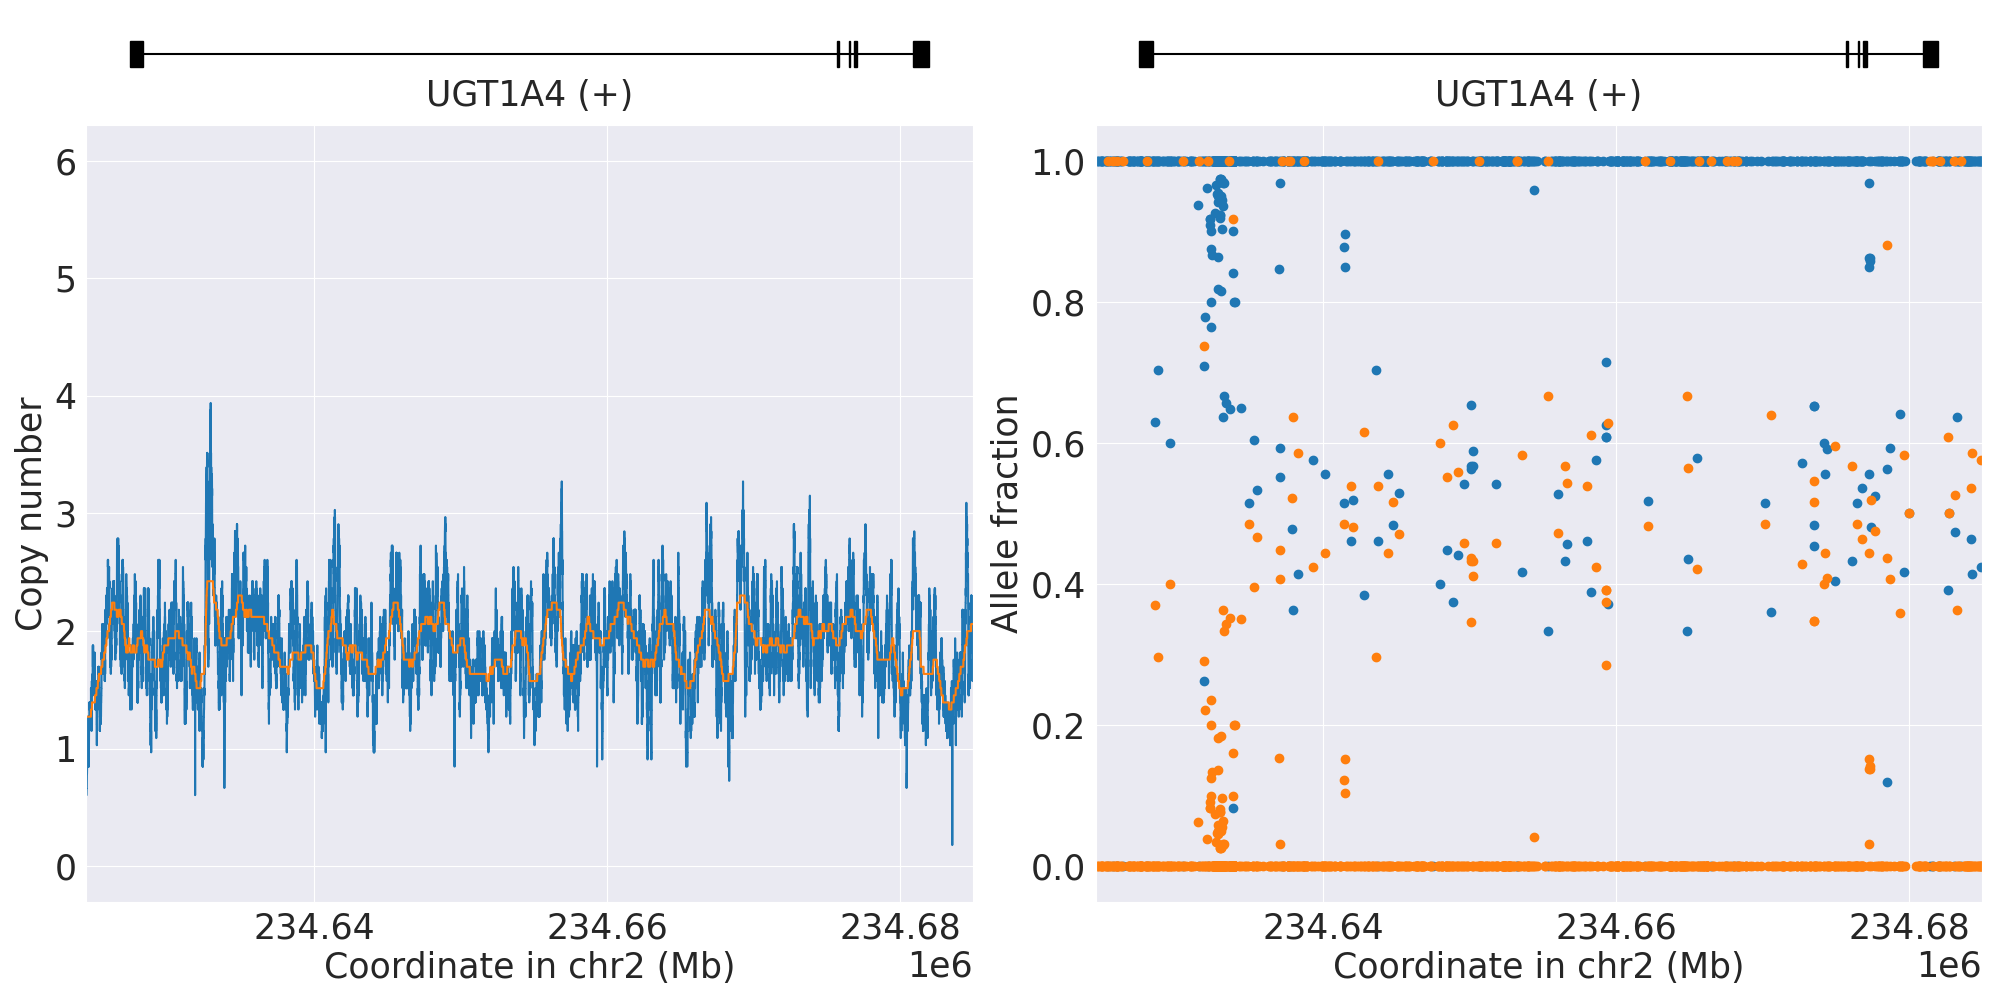 UGT1A4 (+)
6
5
4
3
2
1
0
Copy number
234.64
234.66
234.68
Coordinate in chr2 (Mb)
1e6
UGT1A4 (+)
1.0
0.8
0.6
0.4
0.2
0.0
Allele fraction
234.64
234.66
234.68
Coordinate in chr2 (Mb)
1e6